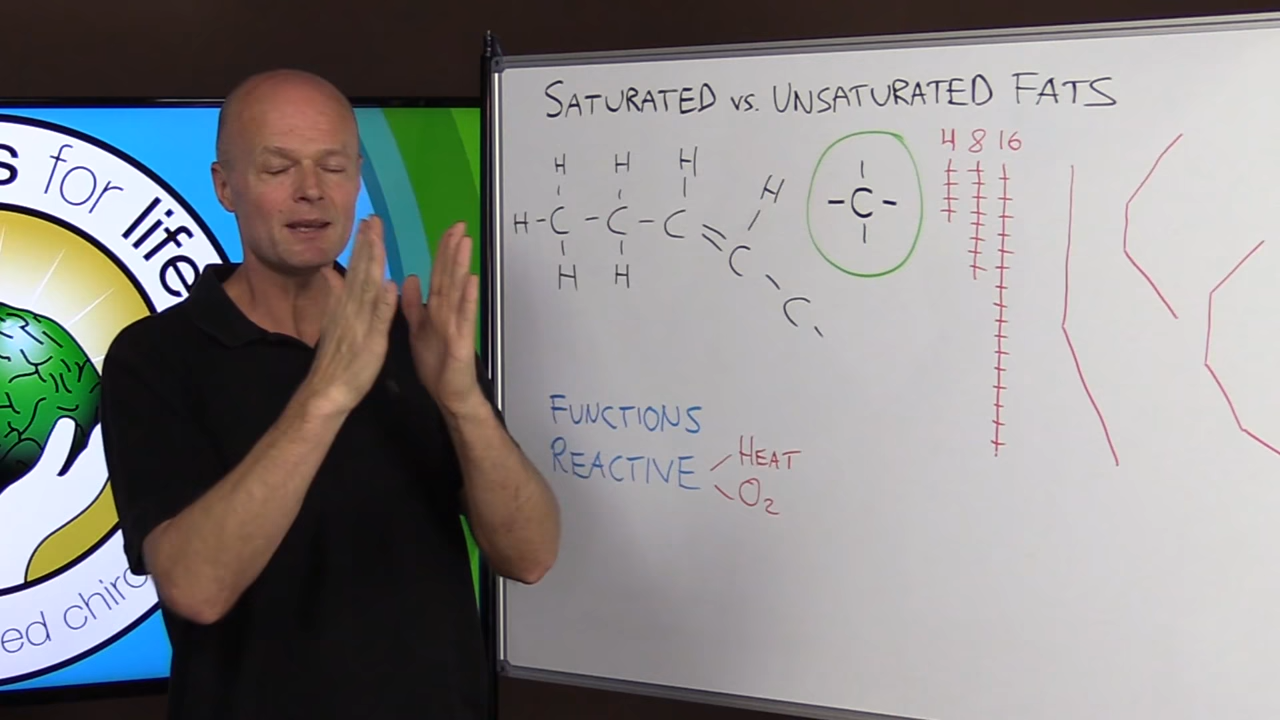 SATURATED vs. UNSATURATED FATS
H H H H
H-C-C-C=C
H H
C
-C-
4 8 16
FUNCTIONS
REACTIVE
HEAT
O2
s for life
ed chiro